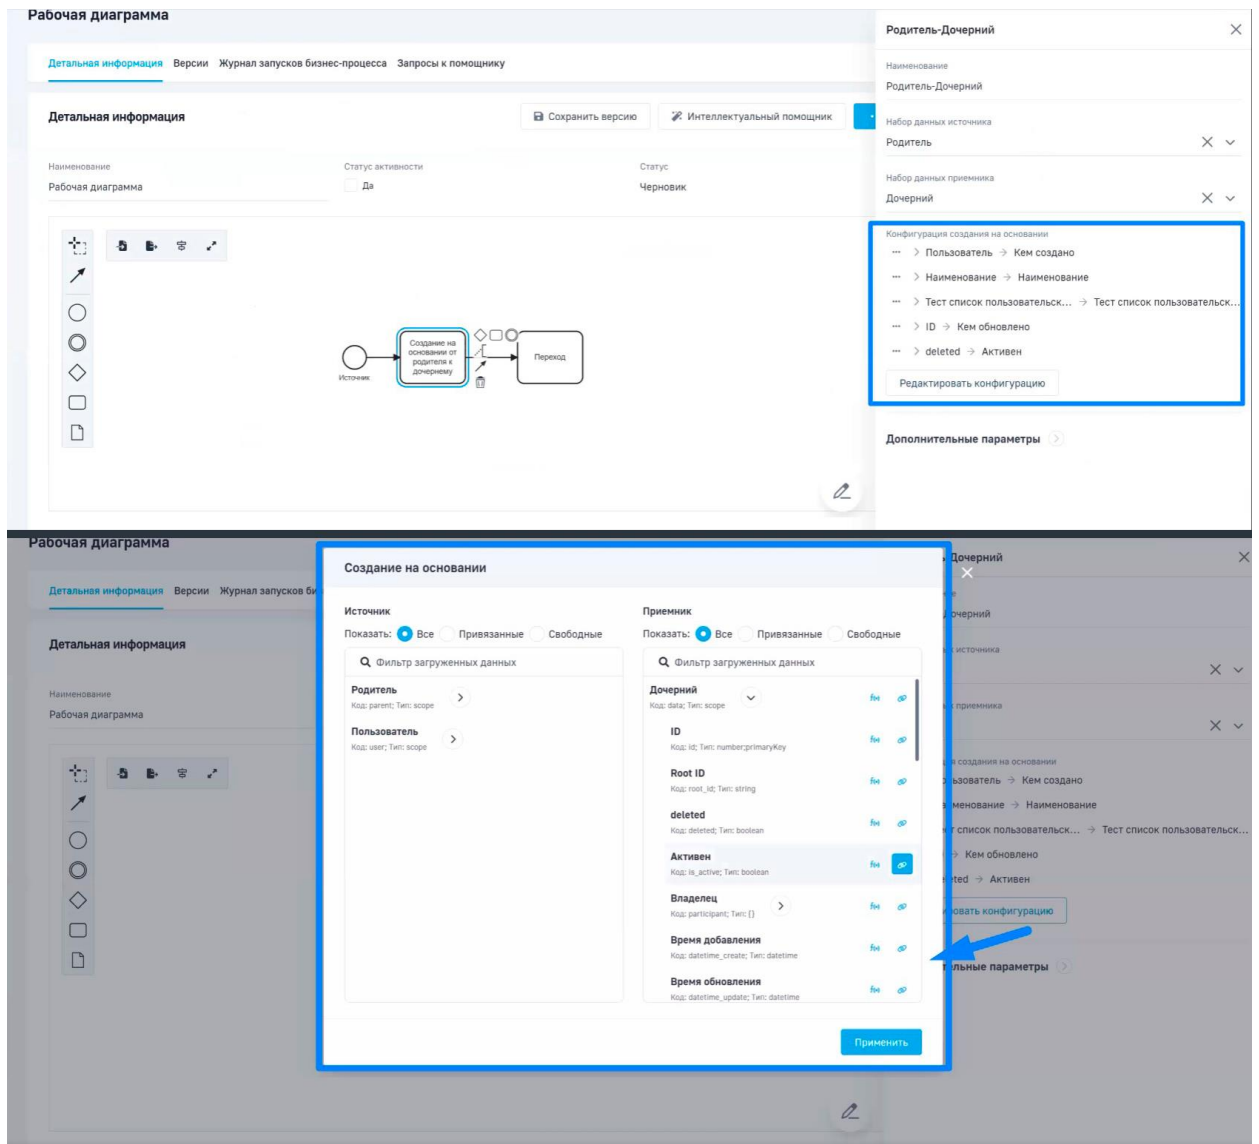 Рабочая диаграмма
Детальная информация Версии Журнал запусков бизнес-процесса Запросы к помощнику
Детальная информация
Сохранить версию
Интеллектуальный помощник
Наименование
Рабочая диаграмма
Статус активности
Да
Статус
Черновик
Источник
Создание на
основании от
родителя к
дочернему
Переход
Родитель-Дочерний
Наименование
Родитель-Дочерний
Набор данных источника
Родитель
Набор данных приемника
Дочерний
Конфигурация создания на основании
Пользователь → Кем создано
Наименование → Наименование
Тест список пользовательск... → Тест список пользовательск...
ID → Кем обновлено
deleted → Активен
Редактировать конфигурацию
Дополнительные параметры
Рабочая диаграмма
Детальная информация Версии Журнал запусков би
Детальная информация
Наименование
Рабочая диаграмма
Создание на основании
Источник
Показать: Все Привязанные Свободные
Фильтр загруженных данных
Родитель
Код: parent; Тип: scope
Пользователь
Код: user; Тип: scope
Приемник
Показать: Все Привязанные Свободные
Фильтр загруженных данных
Дочерний
Код: data; Тип: scope
ID
Код: id; Тип: number;primaryKey
Root ID
Код: root_id; Тип: string
deleted
Код: deleted; Тип: boolean
Активен
Код: is_active; Тип: boolean
Владелец
Код: participant; Тип: []
Время добавления
Код: datetime_create; Тип: datetime
Время обновления
Код: datetime_update; Тип: datetime
Применить
Дочерний
очерний
источника
приемника
создания на основании
ользователь → Кем создано
именование → Наименование
т список пользовательск... → Тест список пользовательск...
→ Кем обновлено
eted → Активен
ировать конфигурацию
тельные параметры